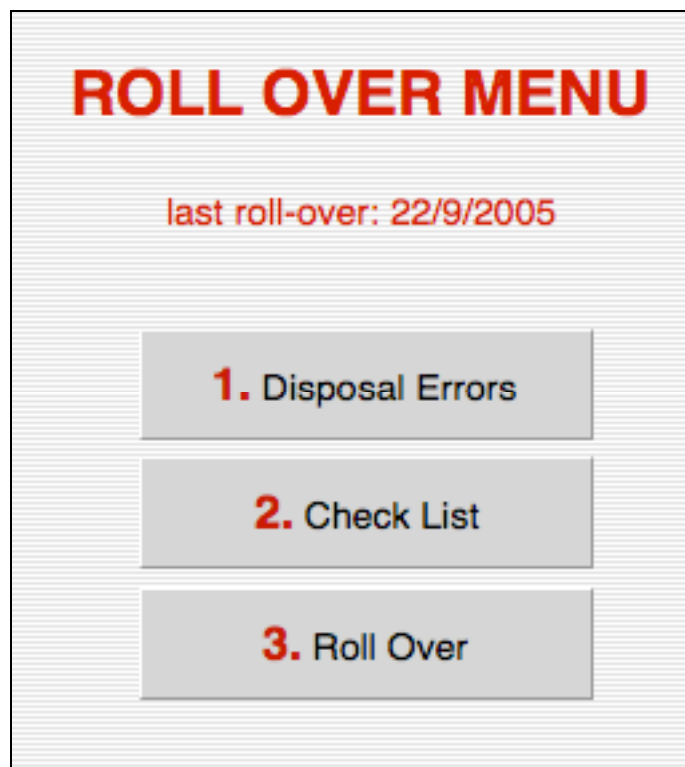 ROLL OVER MENU
last roll-over: 22/9/2005
1. Disposal Errors
2. Check List
3. Roll Over